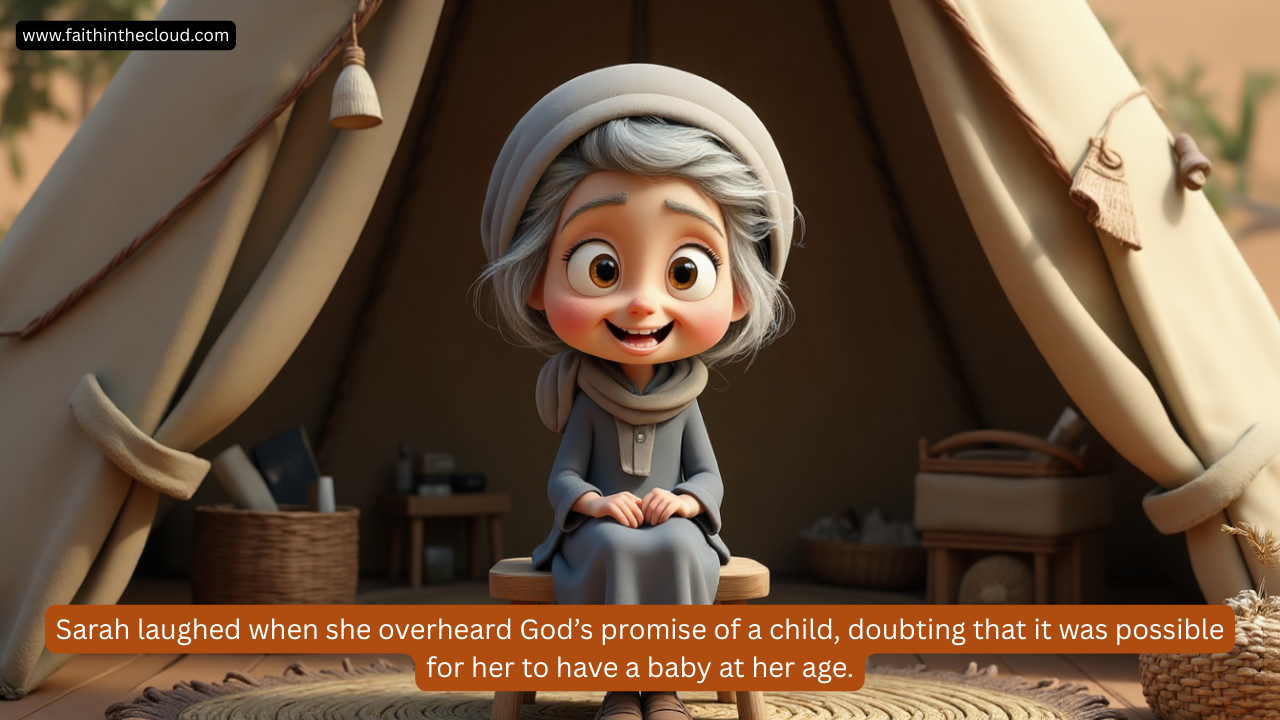 www.faithinthecloud.com
Sarah laughed when she overheard God’s promise of a child, doubting that it was possible
for her to have a baby at her age.